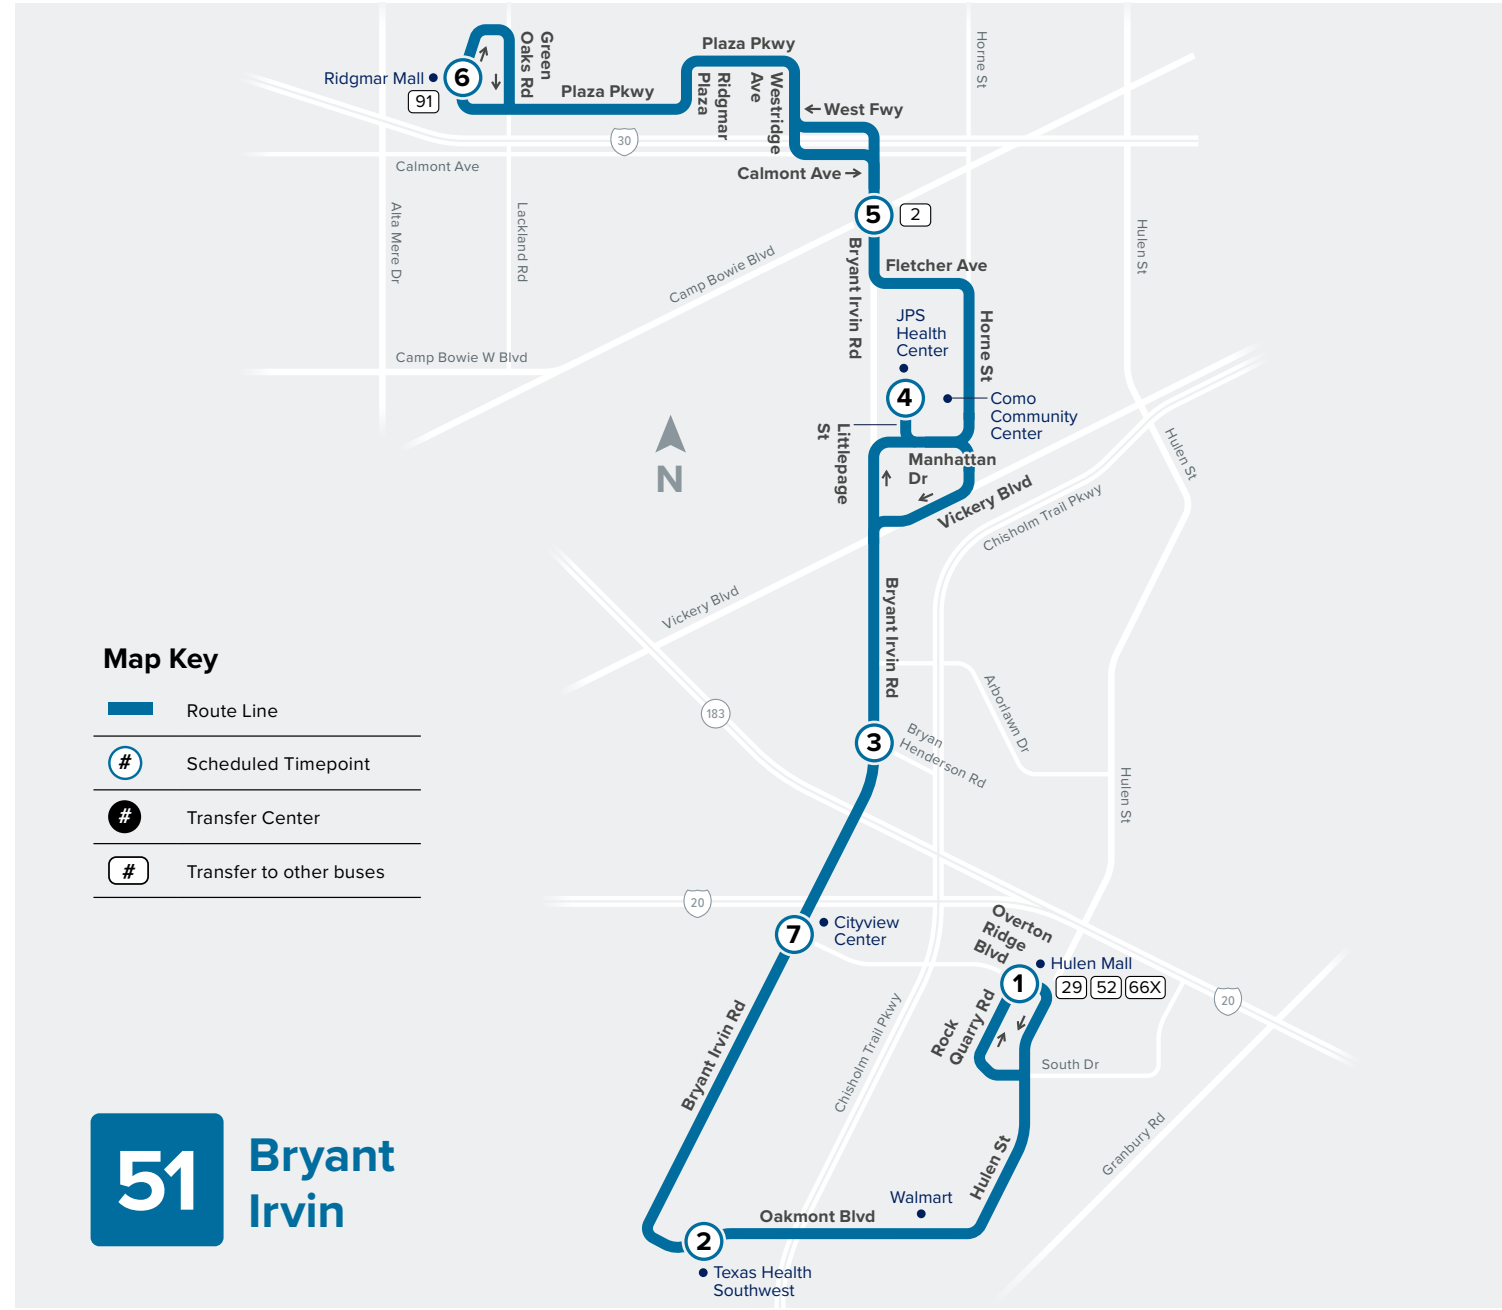 Green
Oaks Rd
Ridgmar Mall
6
91
Plaza Pkwy
Plaza Pkwy
Ridgmar
Plaza
Westridge
Ave
West Fwy
Horne St
30
Calmont Ave
Calmont Ave
Alta Mere Dr
Lackland Rd
5
2
Hulen St
Camp Bowie Blvd
Bryant Irvin Rd
Fletcher Ave
JPS
Health
Center
Horne St
Camp Bowie W Blvd
4
Como
Community
Center
Littlepage
St
N
Manhattan
Dr
Vickery Blvd
Hulen St
Chisholm Trail Pkwy
Vickery Blvd
Bryant Irvin Rd
Map Key
Route Line
# Scheduled Timepoint
# Transfer Center
# Transfer to other buses
183
3
Bryan
Henderson Rd
Arborlawn Dr
Hulen St
20
7
Cityview
Center
Overton
Ridge
Blvd
Hulen Mall
1
29 52 66X
20
Rock
Quarry Rd
Bryant Irvin Rd
Chisholm Trail Pkwy
South Dr
Granbury Rd
Hulen St
51
Bryant
Irvin
Walmart
Oakmont Blvd
2
Texas Health
Southwest